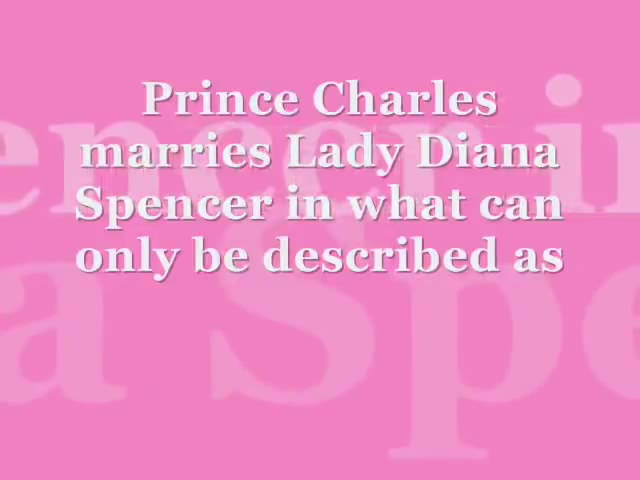 Prince Charles
marries Lady Diana
Spencer in what can
only be described as